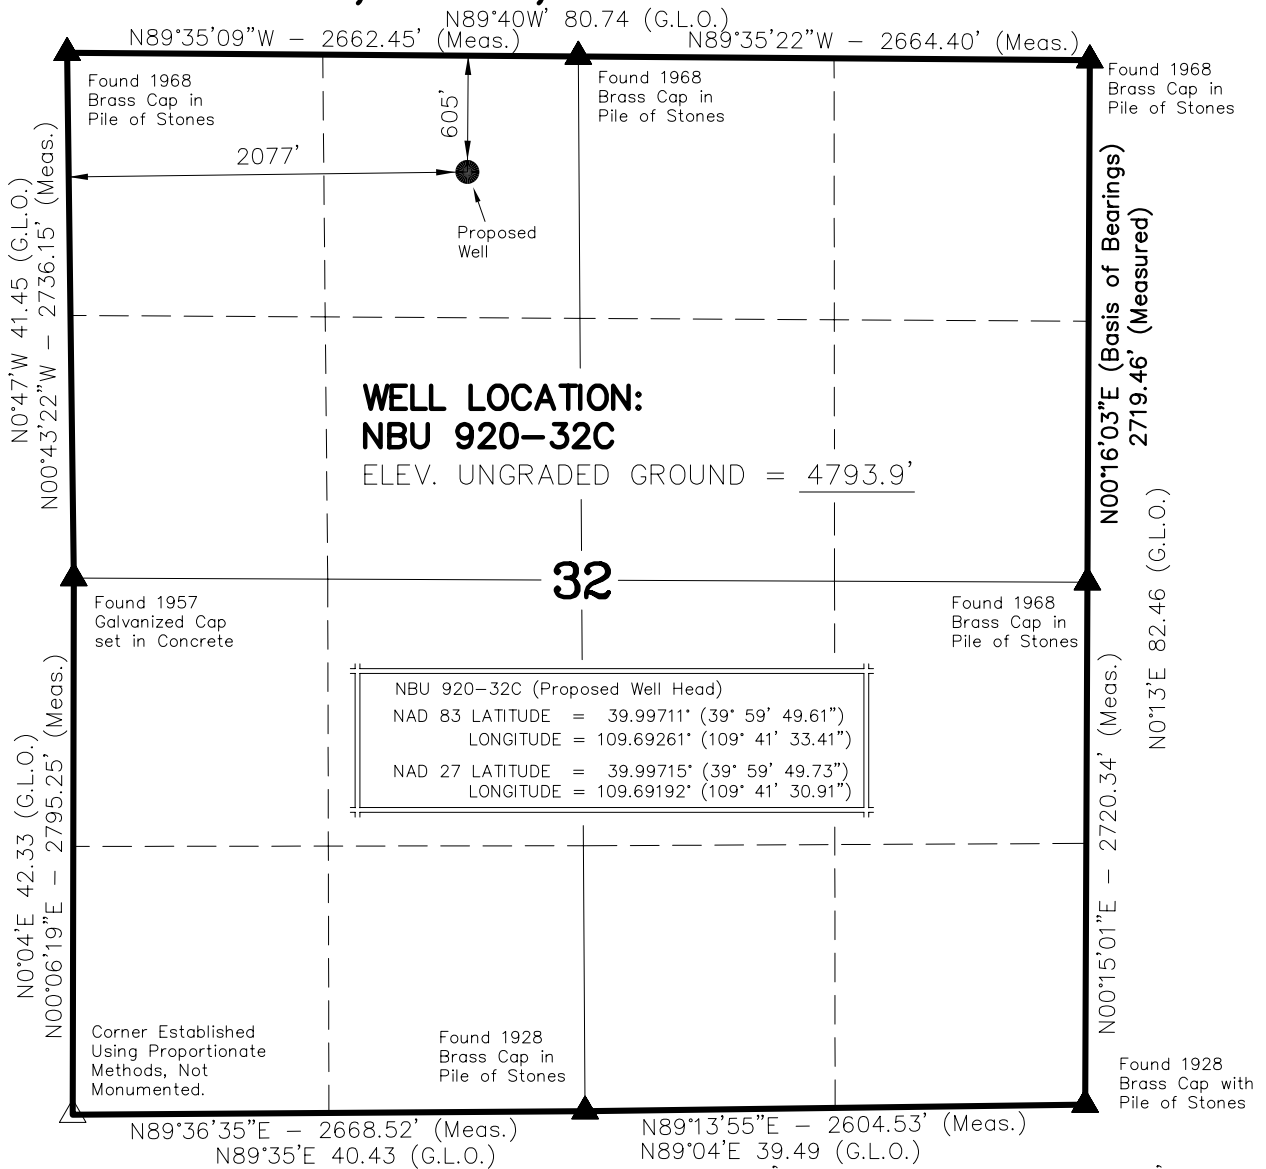 N89°40'W 80.74 (G.L.O.)
N89°35'09"W - 2662.45' (Meas.)
N89°35'22"W - 2664.40' (Meas.)
Found 1968
Brass Cap in
Pile of Stones
Found 1968
Brass Cap in
Pile of Stones
Found 1968
Brass Cap in
Pile of Stones
605'
2077'
Proposed
Well
N0°47'W 41.45 (G.L.O.)
N00°43'22"W - 2736.15' (Meas.)
N00°16'03"E (Basis of Bearings)
2719.46' (Measured)
WELL LOCATION:
NBU 920-32C
ELEV. UNGRADED GROUND = 4793.9'
N0°13'E 82.46 (G.L.O.)
32
Found 1957
Galvanized Cap
set in Concrete
Found 1968
Brass Cap in
Pile of Stones
NBU 920-32C (Proposed Well Head)
NAD 83 LATITUDE = 39.99711° (39° 59' 49.61")
LONGITUDE = 109.69261° (109° 41' 33.41")
NAD 27 LATITUDE = 39.99715° (39° 59' 49.73")
LONGITUDE = 109.69192° (109° 41' 30.91")
N0°04'E 42.33 (G.L.O.)
N00°06'19"E - 2795.25' (Meas.)
N00°15'01"E - 2720.34' (Meas.)
Corner Established
Using Proportionate
Methods, Not
Monumented.
Found 1928
Brass Cap in
Pile of Stones
Found 1928
Brass Cap with
Pile of Stones
N89°36'35"E - 2668.52' (Meas.)
N89°35'E 40.43 (G.L.O.)
N89°13'55"E - 2604.53' (Meas.)
N89°04'E 39.49 (G.L.O.)